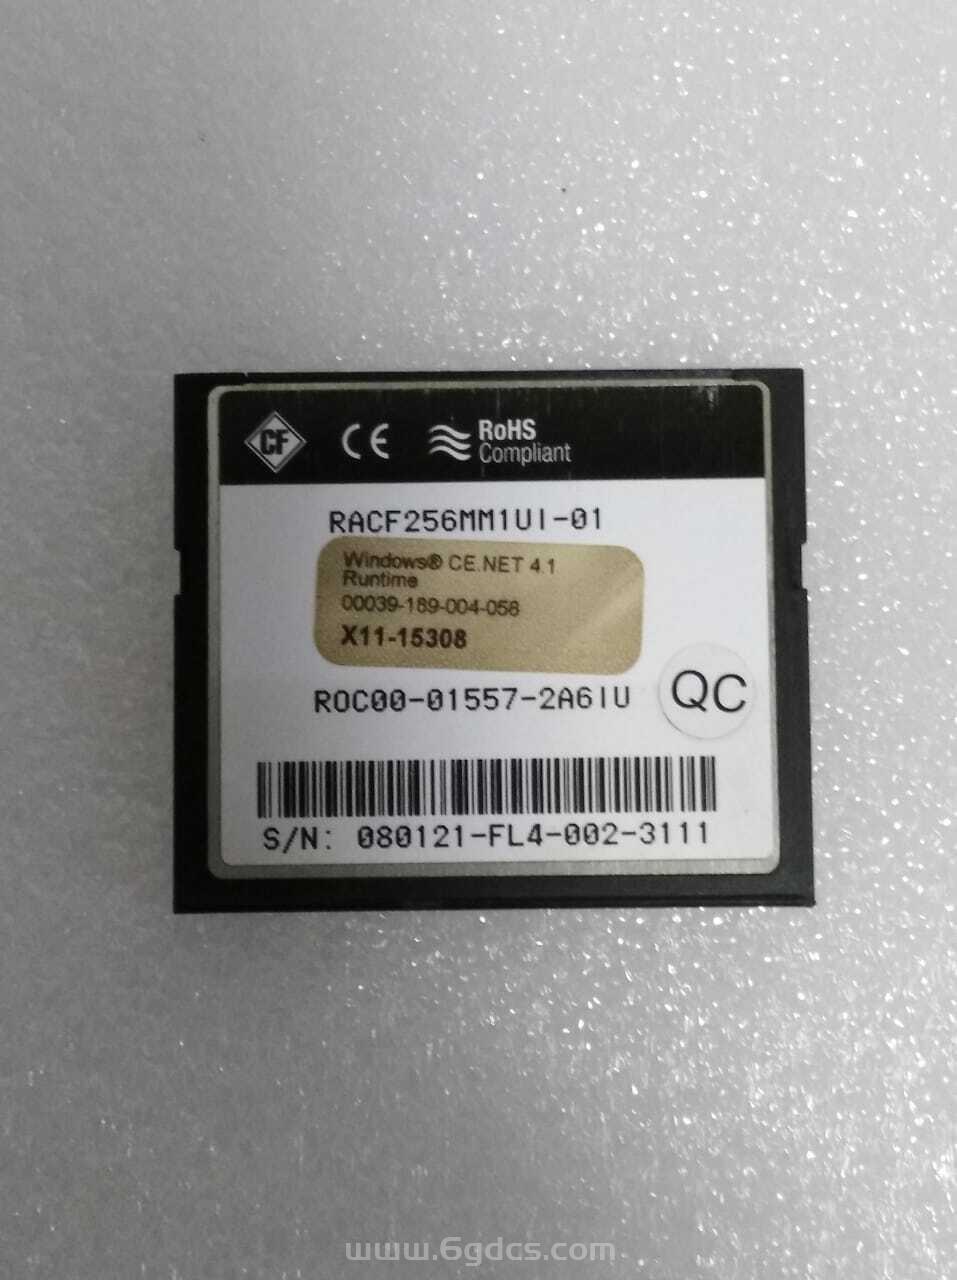 CF CE RoHS
Compliant
RACF256MM1UI-01
Windows® CE.NET 4.1
Runtime
00039-189-004-058
X11-15308
ROC00-01557-2A6IU
QC
S/N: 080121-FL4-002-3111
www.6gdcs.com